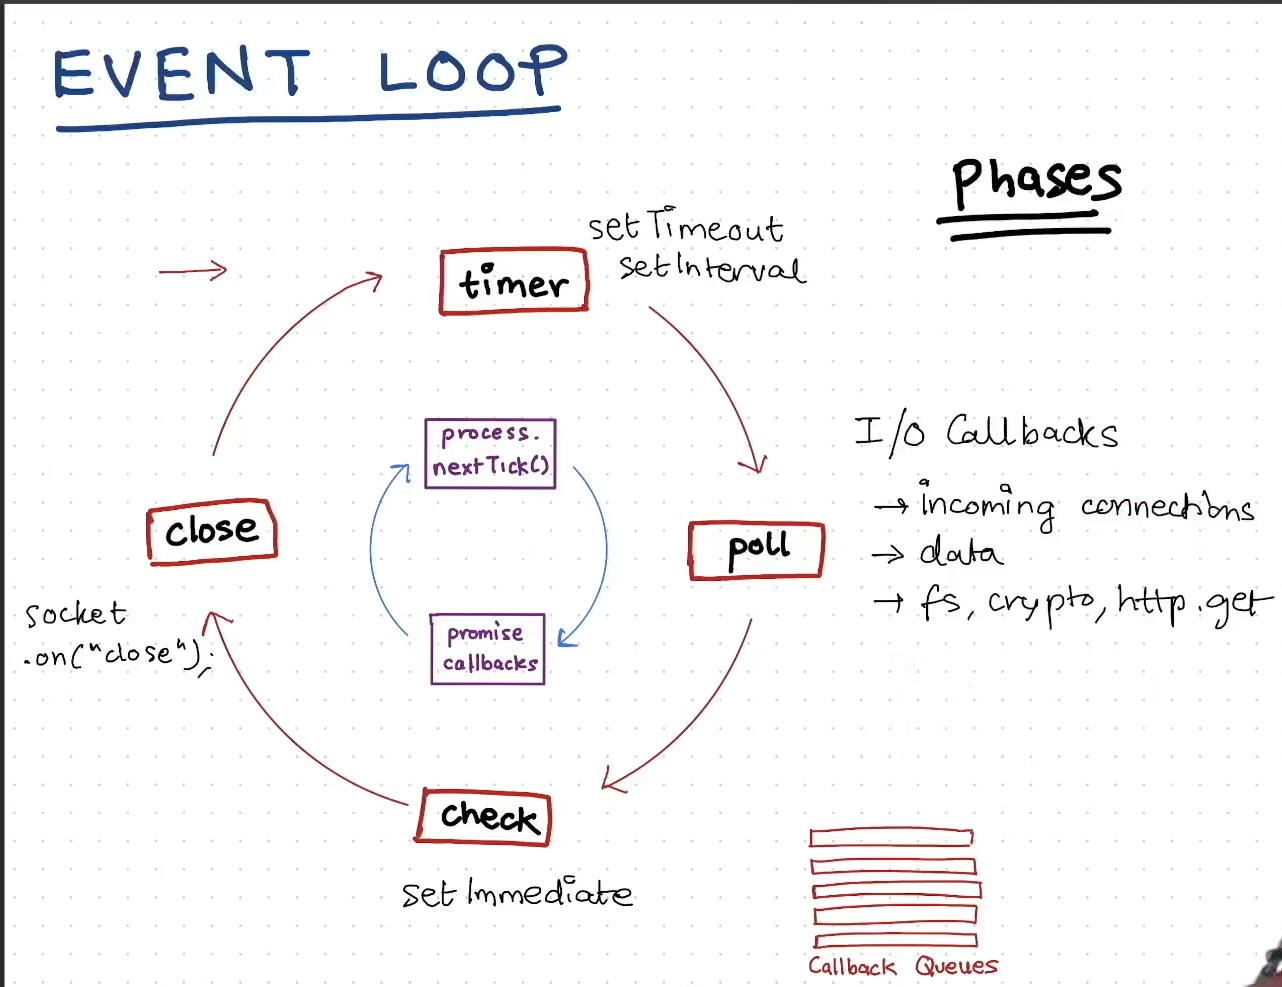 EVENT LOOP
Phases
setTimeout
setInterval
timer
process.
nextTick()
I/O Callbacks
→ incoming connections
→ data
→ fs, crypto, http.get
close
poll
socket
.on("close");
promise
callbacks
check
setImmediate
Callback Queues